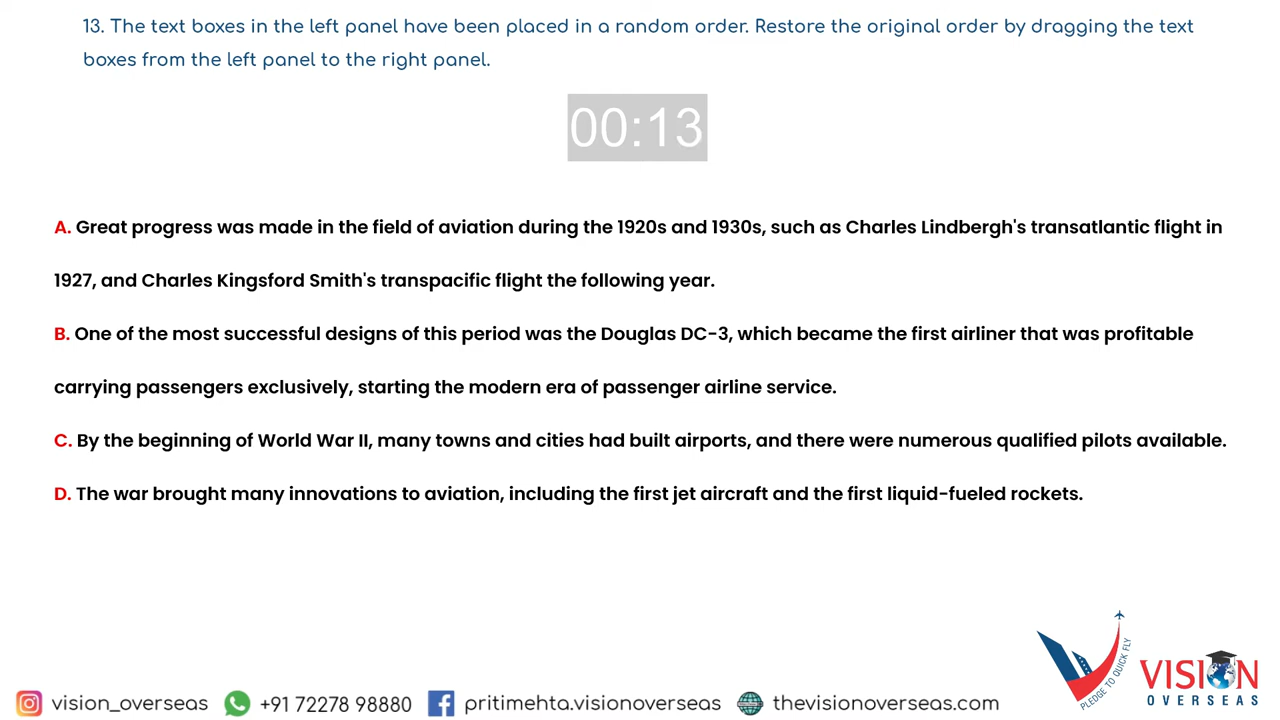 13. The text boxes in the left panel have been placed in a random order. Restore the original order by dragging the text
boxes from the left panel to the right panel.
00:13
A. Great progress was made in the field of aviation during the 1920s and 1930s, such as Charles Lindbergh's transatlantic flight in
1927, and Charles Kingsford Smith's transpacific flight the following year.
B. One of the most successful designs of this period was the Douglas DC-3, which became the first airliner that was profitable
carrying passengers exclusively, starting the modern era of passenger airline service.
C. By the beginning of World War II, many towns and cities had built airports, and there were numerous qualified pilots available.
D. The war brought many innovations to aviation, including the first jet aircraft and the first liquid-fueled rockets.
PLEDGE TO QUICK FLY
VISION
OVERSEAS
vision_overseas +91 72278 98880 pritimehta.visionoverseas thevisionoverseas.com